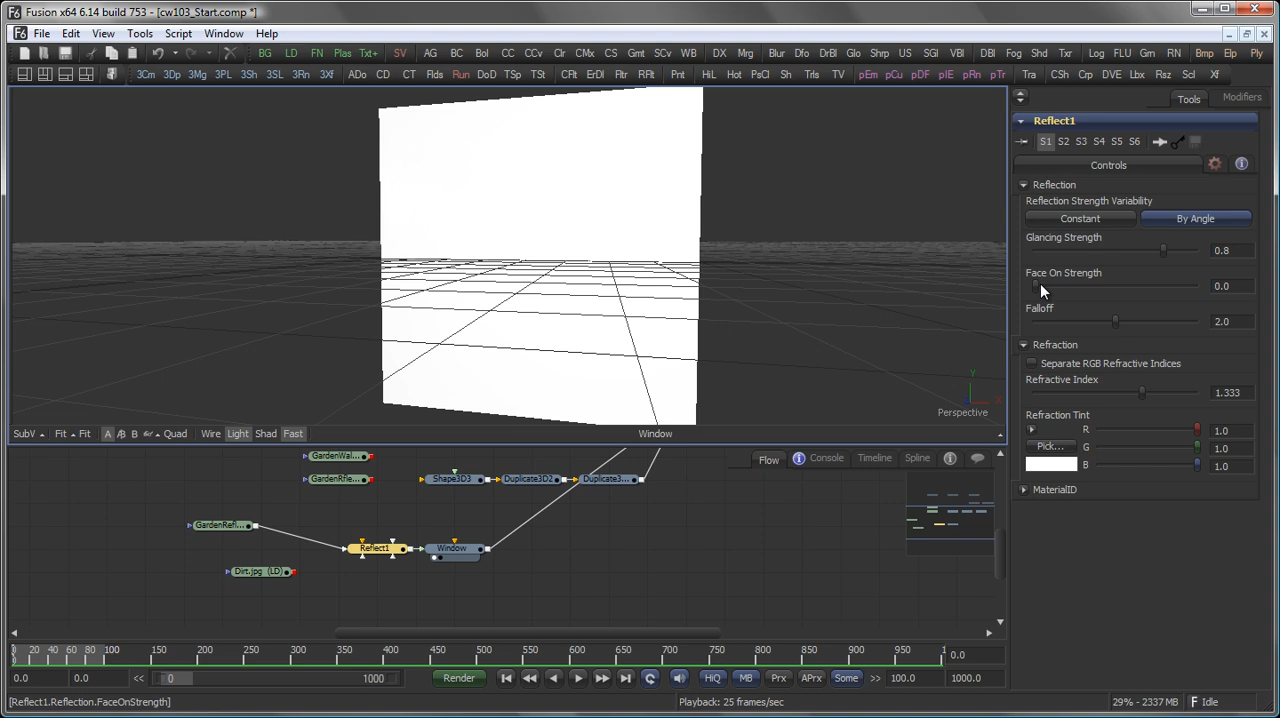 Fusion x64 6.14 build 753 - [cw103_Start.comp *]
File Edit View Tools Script Window Help
BG LD FN Mask Plas Txt+ SV AG BC Bol CC CCv Clr CMx CS Gmt SCv WB DX Mrg Blur Dfo DrBl Glo Shrp US SGl VBl DBl Fog Shd Txr Log FLU Gm RN Bmp Elp Ply
3Cm 3Dp 3Mg 3PL 3Sh 3SL 3Rn 3Xf ADo CD CT Flds Run DoD TSp TSt CFlt ErDl Fltr RFlt Pnt HiL Hot PsCl Sh Trls TV pEm pCu pDF pIE pRn pTr Tra CSh Crp DVE Lbx Rsz Scl Xf
Tools Modifiers
Reflect1
S1 S2 S3 S4 S5 S6
Controls
Reflection
Reflection Strength Variability
Constant By Angle
Glancing Strength
0.8
Face On Strength
0.0
Falloff
2.0
Refraction
Separate RGB Refractive Indices
Refractive Index
1.333
Refraction Tint
R 1.0
Pick... G 1.0
B 1.0
MaterialID
Y
Perspective
SubV Fit Fit A B Quad Wire Light Shad Fast Window
Flow Console Timeline Spline
GardenWal...
GardenRfle... Shape3D3 Duplicate3D2 Duplicate3...
GardenRefl...
Reflect1 Window
Dirt.jpg (LD)
0 20 40 60 80 100 150 200 250 300 350 400 450 500 550 600 650 700 750 800 850 900 950 1 0.0
0.0 0.0 << 0 1000 Render HiQ MB Prx APrx Some >> 100.0 1000.0
[Reflect1.Reflection.FaceOnStrength] Playback: 25 frames/sec 29% - 2337 MB Idle